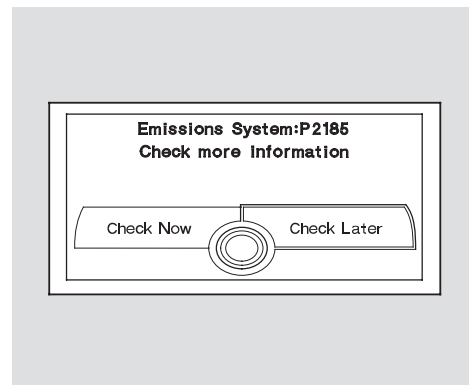 Emissions System:P2185
Check more Information
Check Now
Check Later